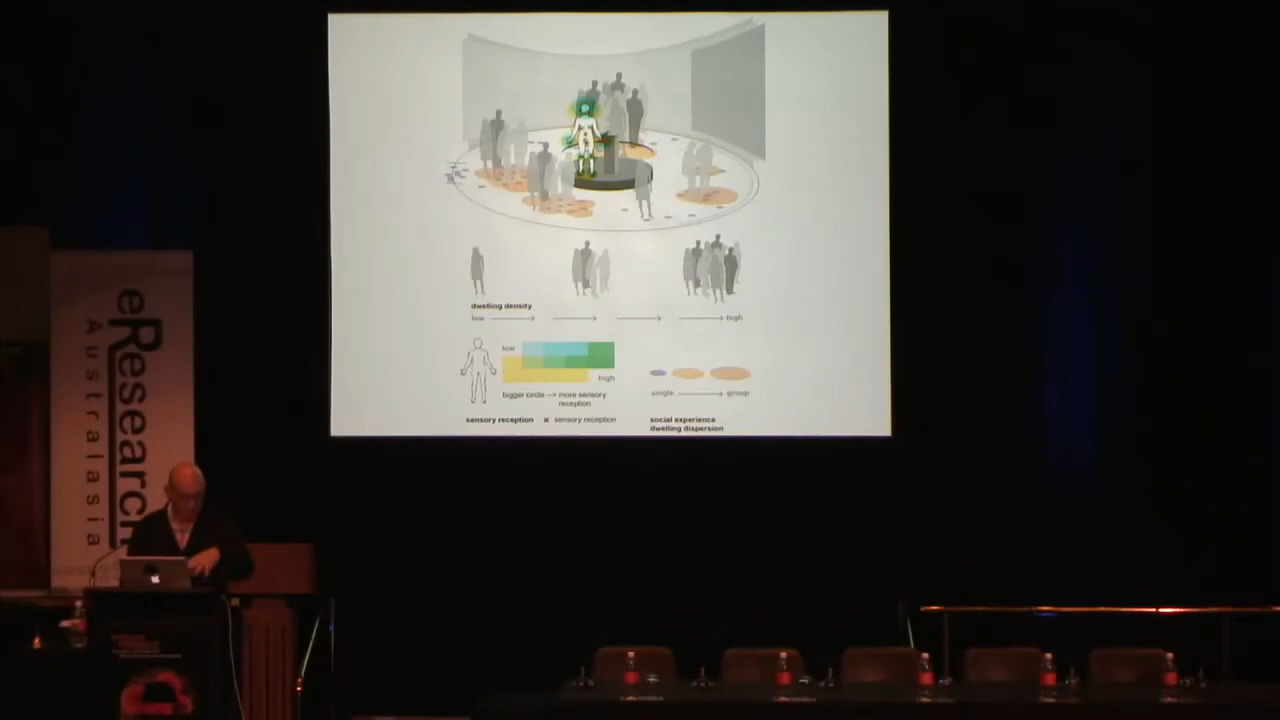 dwelling density
low
high
low
high
bigger circle --> more sensory
reception
single
group
sensory reception x sensory reception
social experience
dwelling dispersion
eResearch
Australasia